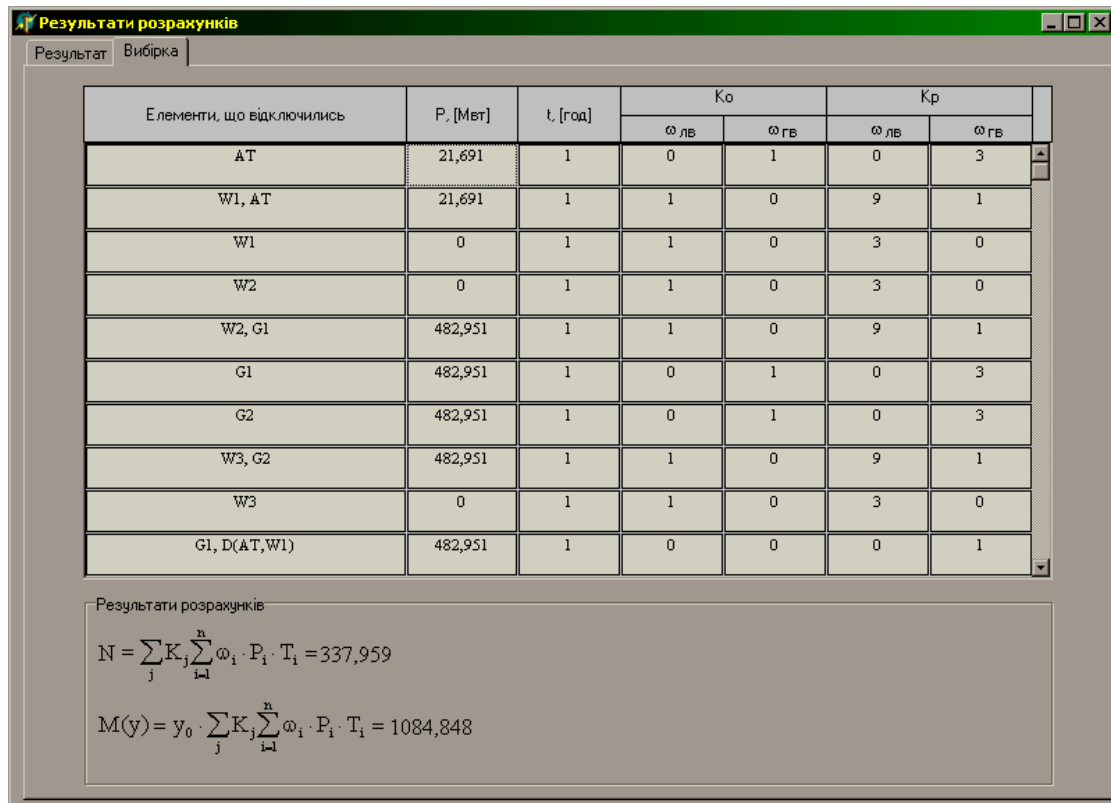 Результати розрахунків
Результат Вибірка
Елементи, що відключились P, [Мвт] t, [год] Ко Кр
ω лв ω гв ω лв ω гв
AT 21,691 1 0 1 0 3
W1, AT 21,691 1 1 0 9 1
W1 0 1 1 0 3 0
W2 0 1 1 0 3 0
W2, G1 482,951 1 1 0 9 1
G1 482,951 1 0 1 0 3
G2 482,951 1 0 1 0 3
W3, G2 482,951 1 1 0 9 1
W3 0 1 1 0 3 0
G1, D(AT,W1) 482,951 1 0 0 0 1
Результати розрахунків
N = ∑j Kj ∑i=1n ωi · Pi · Ti = 337,959
M(y) = y0 · ∑j Kj ∑i=1n ωi · Pi · Ti = 1084,848